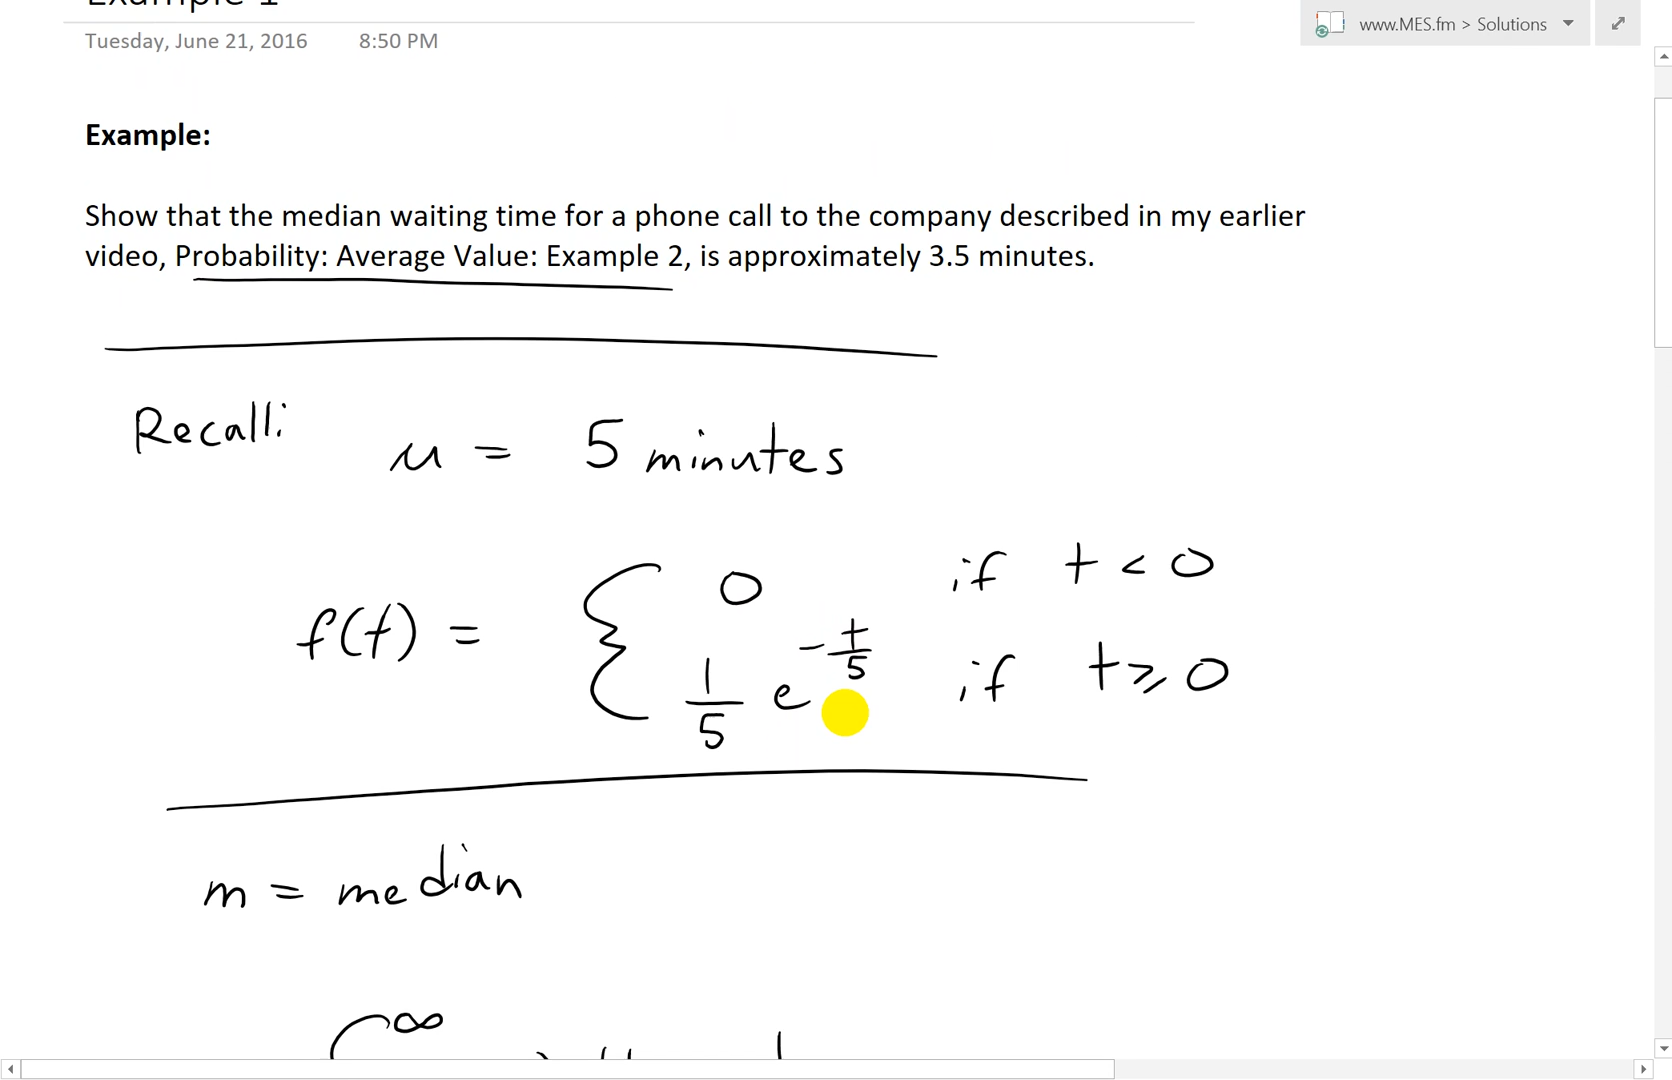 Example 1
Tuesday, June 21, 2016 8:50 PM
www.MES.fm > Solutions
Example:
Show that the median waiting time for a phone call to the company described in my earlier
video, Probability: Average Value: Example 2, is approximately 3.5 minutes.
Recall:
μ = 5 minutes
f(t) = { 0 if t < 0
1/5 e^(-t/5) if t ≥ 0
m = median
∫ ∞